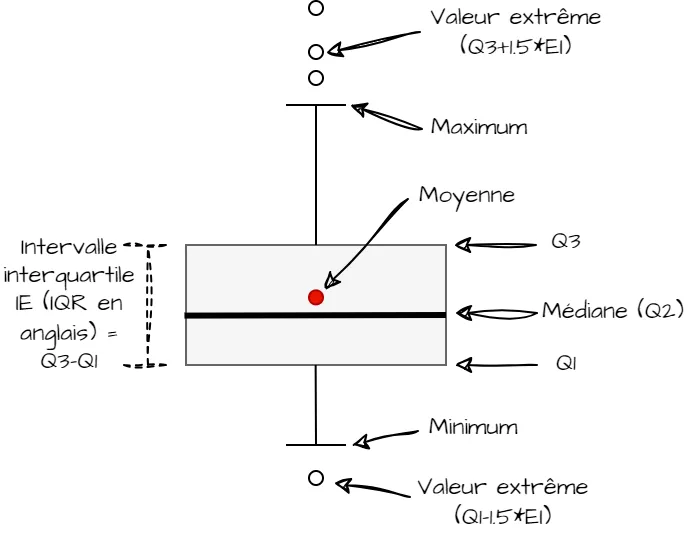 Valeur extrême
(Q3+1.5*EI)
Maximum
Moyenne
Intervalle
interquartile
IE (IQR en
anglais) =
Q3-Q1
Q3
Médiane (Q2)
Q1
Minimum
Valeur extrême
(Q1-1.5*EI)